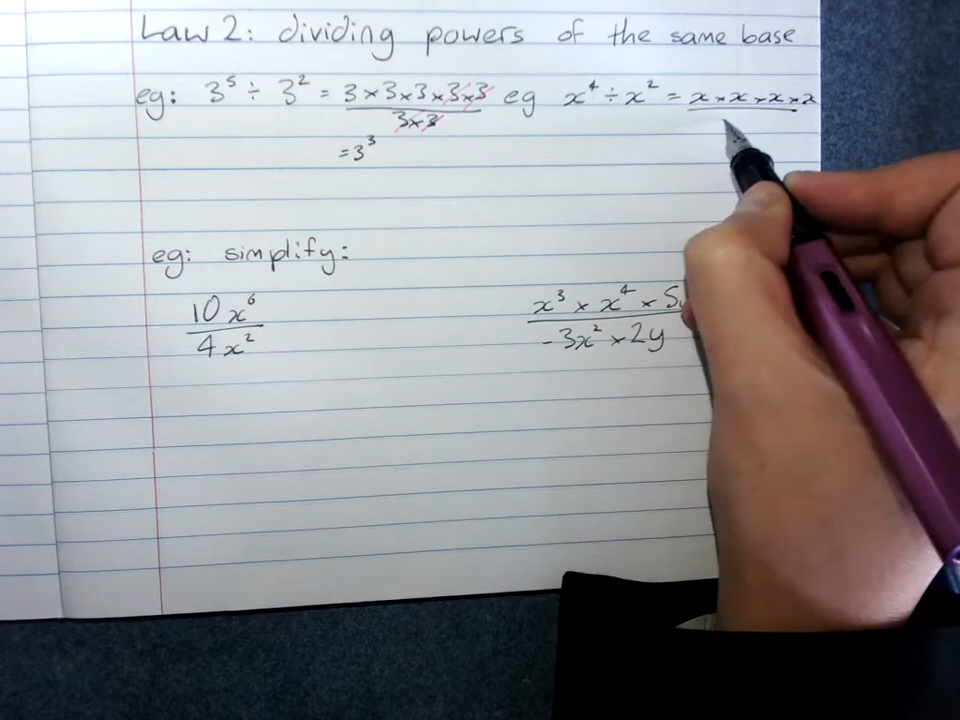 Law 2: dividing powers of the same base
eg: 3⁵ ÷ 3² = 3 × 3 × 3 × 3 × 3 / 3 × 3 eg x⁴ ÷ x² = x × x × x × x
= 3³
eg: simplify:
10x⁶ / 4x² x³ × x⁴ × 5 / -3x² × 2y